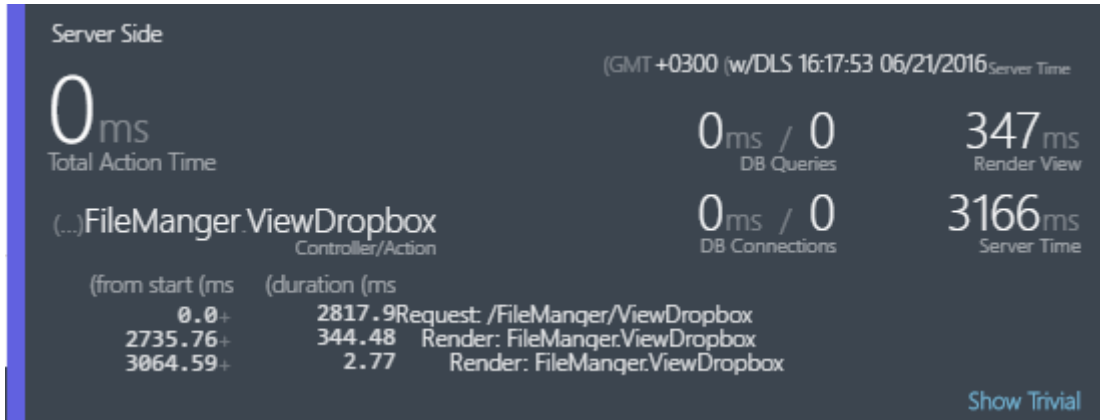 Server Side
(GMT +0300 (w/DLS 16:17:53 06/21/2016 Server Time
0ms
Total Action Time
0ms / 0
DB Queries
347ms
Render View
(...)FileManger.ViewDropbox
Controller/Action
0ms / 0
DB Connections
3166ms
Server Time
(from start (ms (duration (ms
0.0+ 2817.9 Request: /FileManger/ViewDropbox
2735.76+ 344.48 Render: FileManger.ViewDropbox
3064.59+ 2.77 Render: FileManger.ViewDropbox
Show Trivial